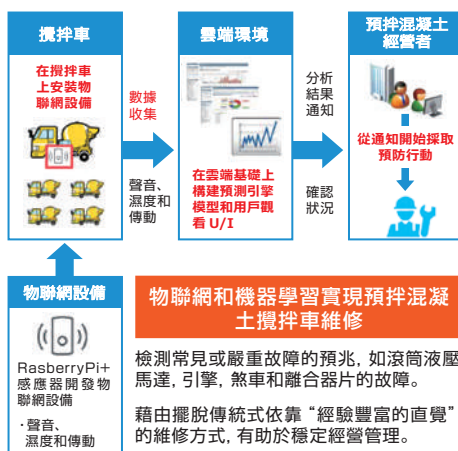 攪拌車
在攪拌車
上安裝物
聯網設備
數據
收集
聲音、
濕度和
傳動
雲端環境
在雲端基礎上
構建預測引擎
模型和用戶觀
看 U/I
分析
結果
通知
確認
狀況
預拌混凝土
經營者
從通知開始採取
預防行動
物聯網設備
RasberryPi+
感應器開發物
聯網設備
·聲音、
濕度和傳動
物聯網和機器學習實現預拌混凝
土攪拌車維修
檢測常見或嚴重故障的預兆, 如滾筒液壓
馬達, 引擎, 煞車和離合器片的故障。
藉由擺脫傳統式依靠 “經驗豐富的直覺”
的維修方式, 有助於穩定經營管理。